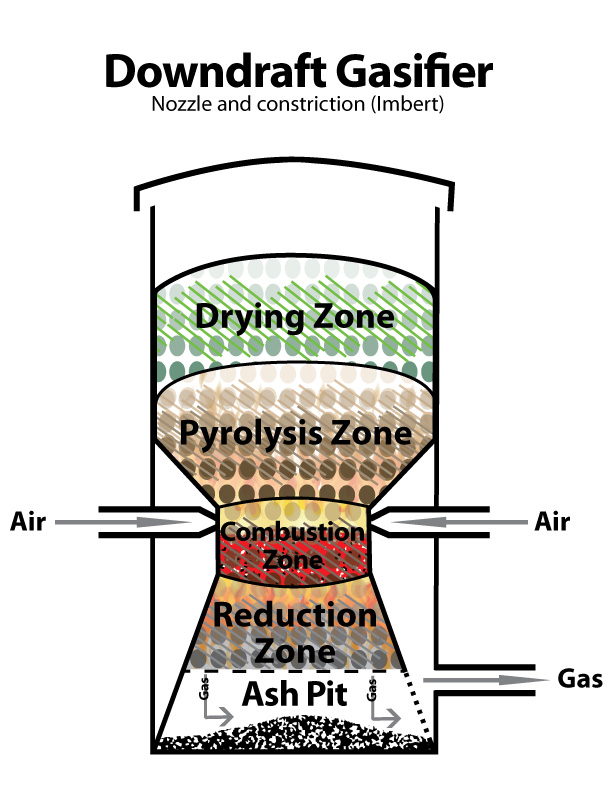 Downdraft Gasifier
Nozzle and constriction (Imbert)
Drying Zone
Pyrolysis Zone
Air
Air
Combustion
Zone
Reduction
Zone
Gas
Gas
Ash Pit
Gas